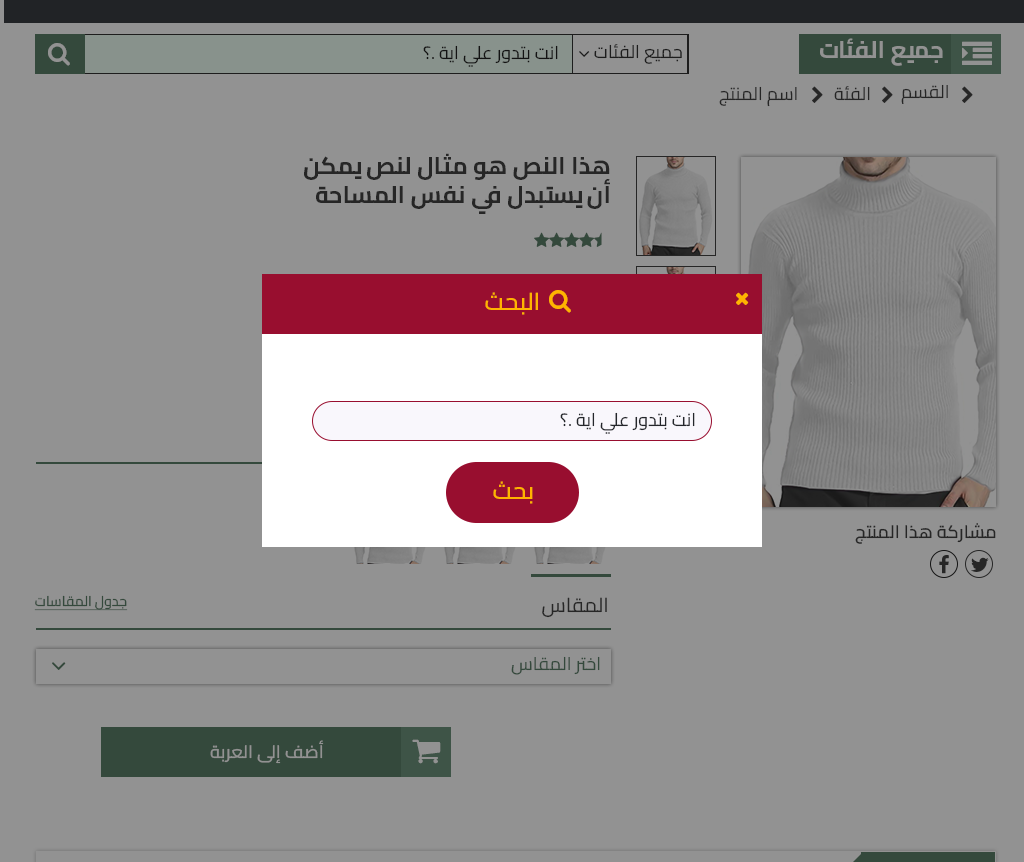 جميع الفئات
جميع الفئات
انت بتدور علي اية .؟
القسم
الفئة
اسم المنتج
هذا النص هو مثال لنص يمكن
أن يستبدل في نفس المساحة
البحث
انت بتدور علي اية .؟
بحث
مشاركة هذا المنتج
المقاس
جدول المقاسات
اختر المقاس
أضف إلى العربة